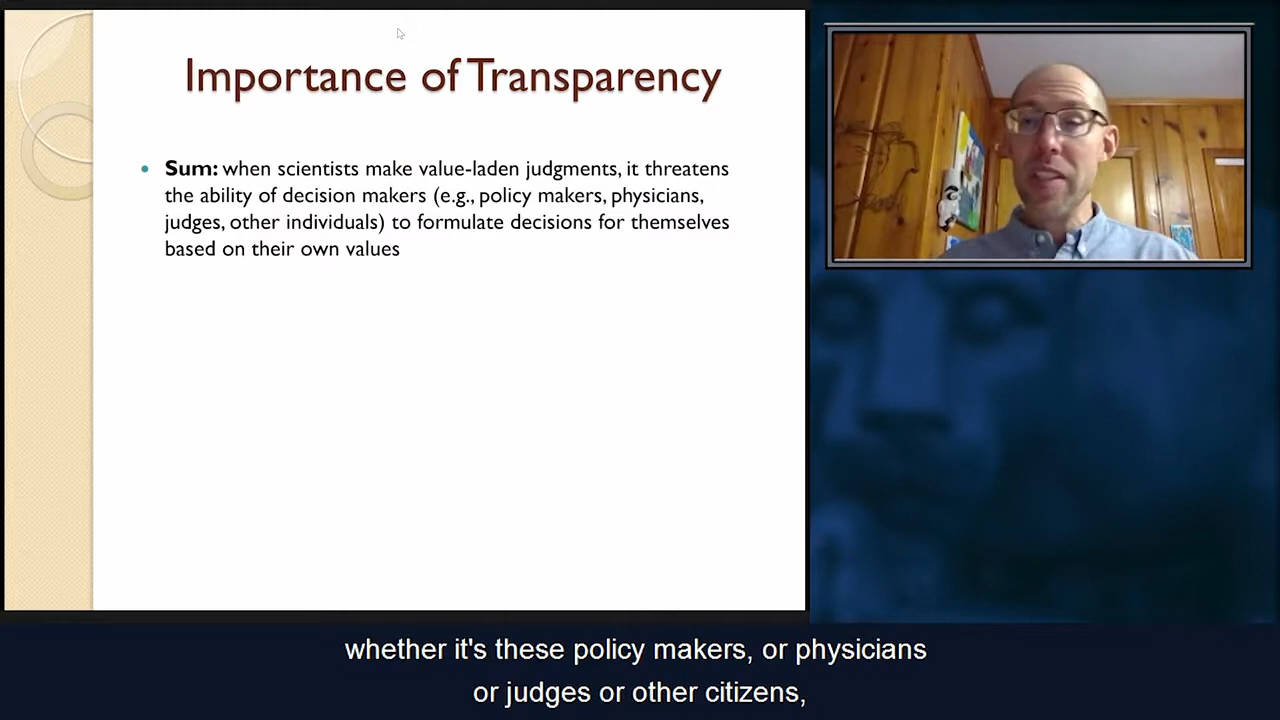 Importance of Transparency
Sum: when scientists make value-laden judgments, it threatens
the ability of decision makers (e.g., policy makers, physicians,
judges, other individuals) to formulate decisions for themselves
based on their own values
whether it's these policy makers, or physicians
or judges or other citizens,